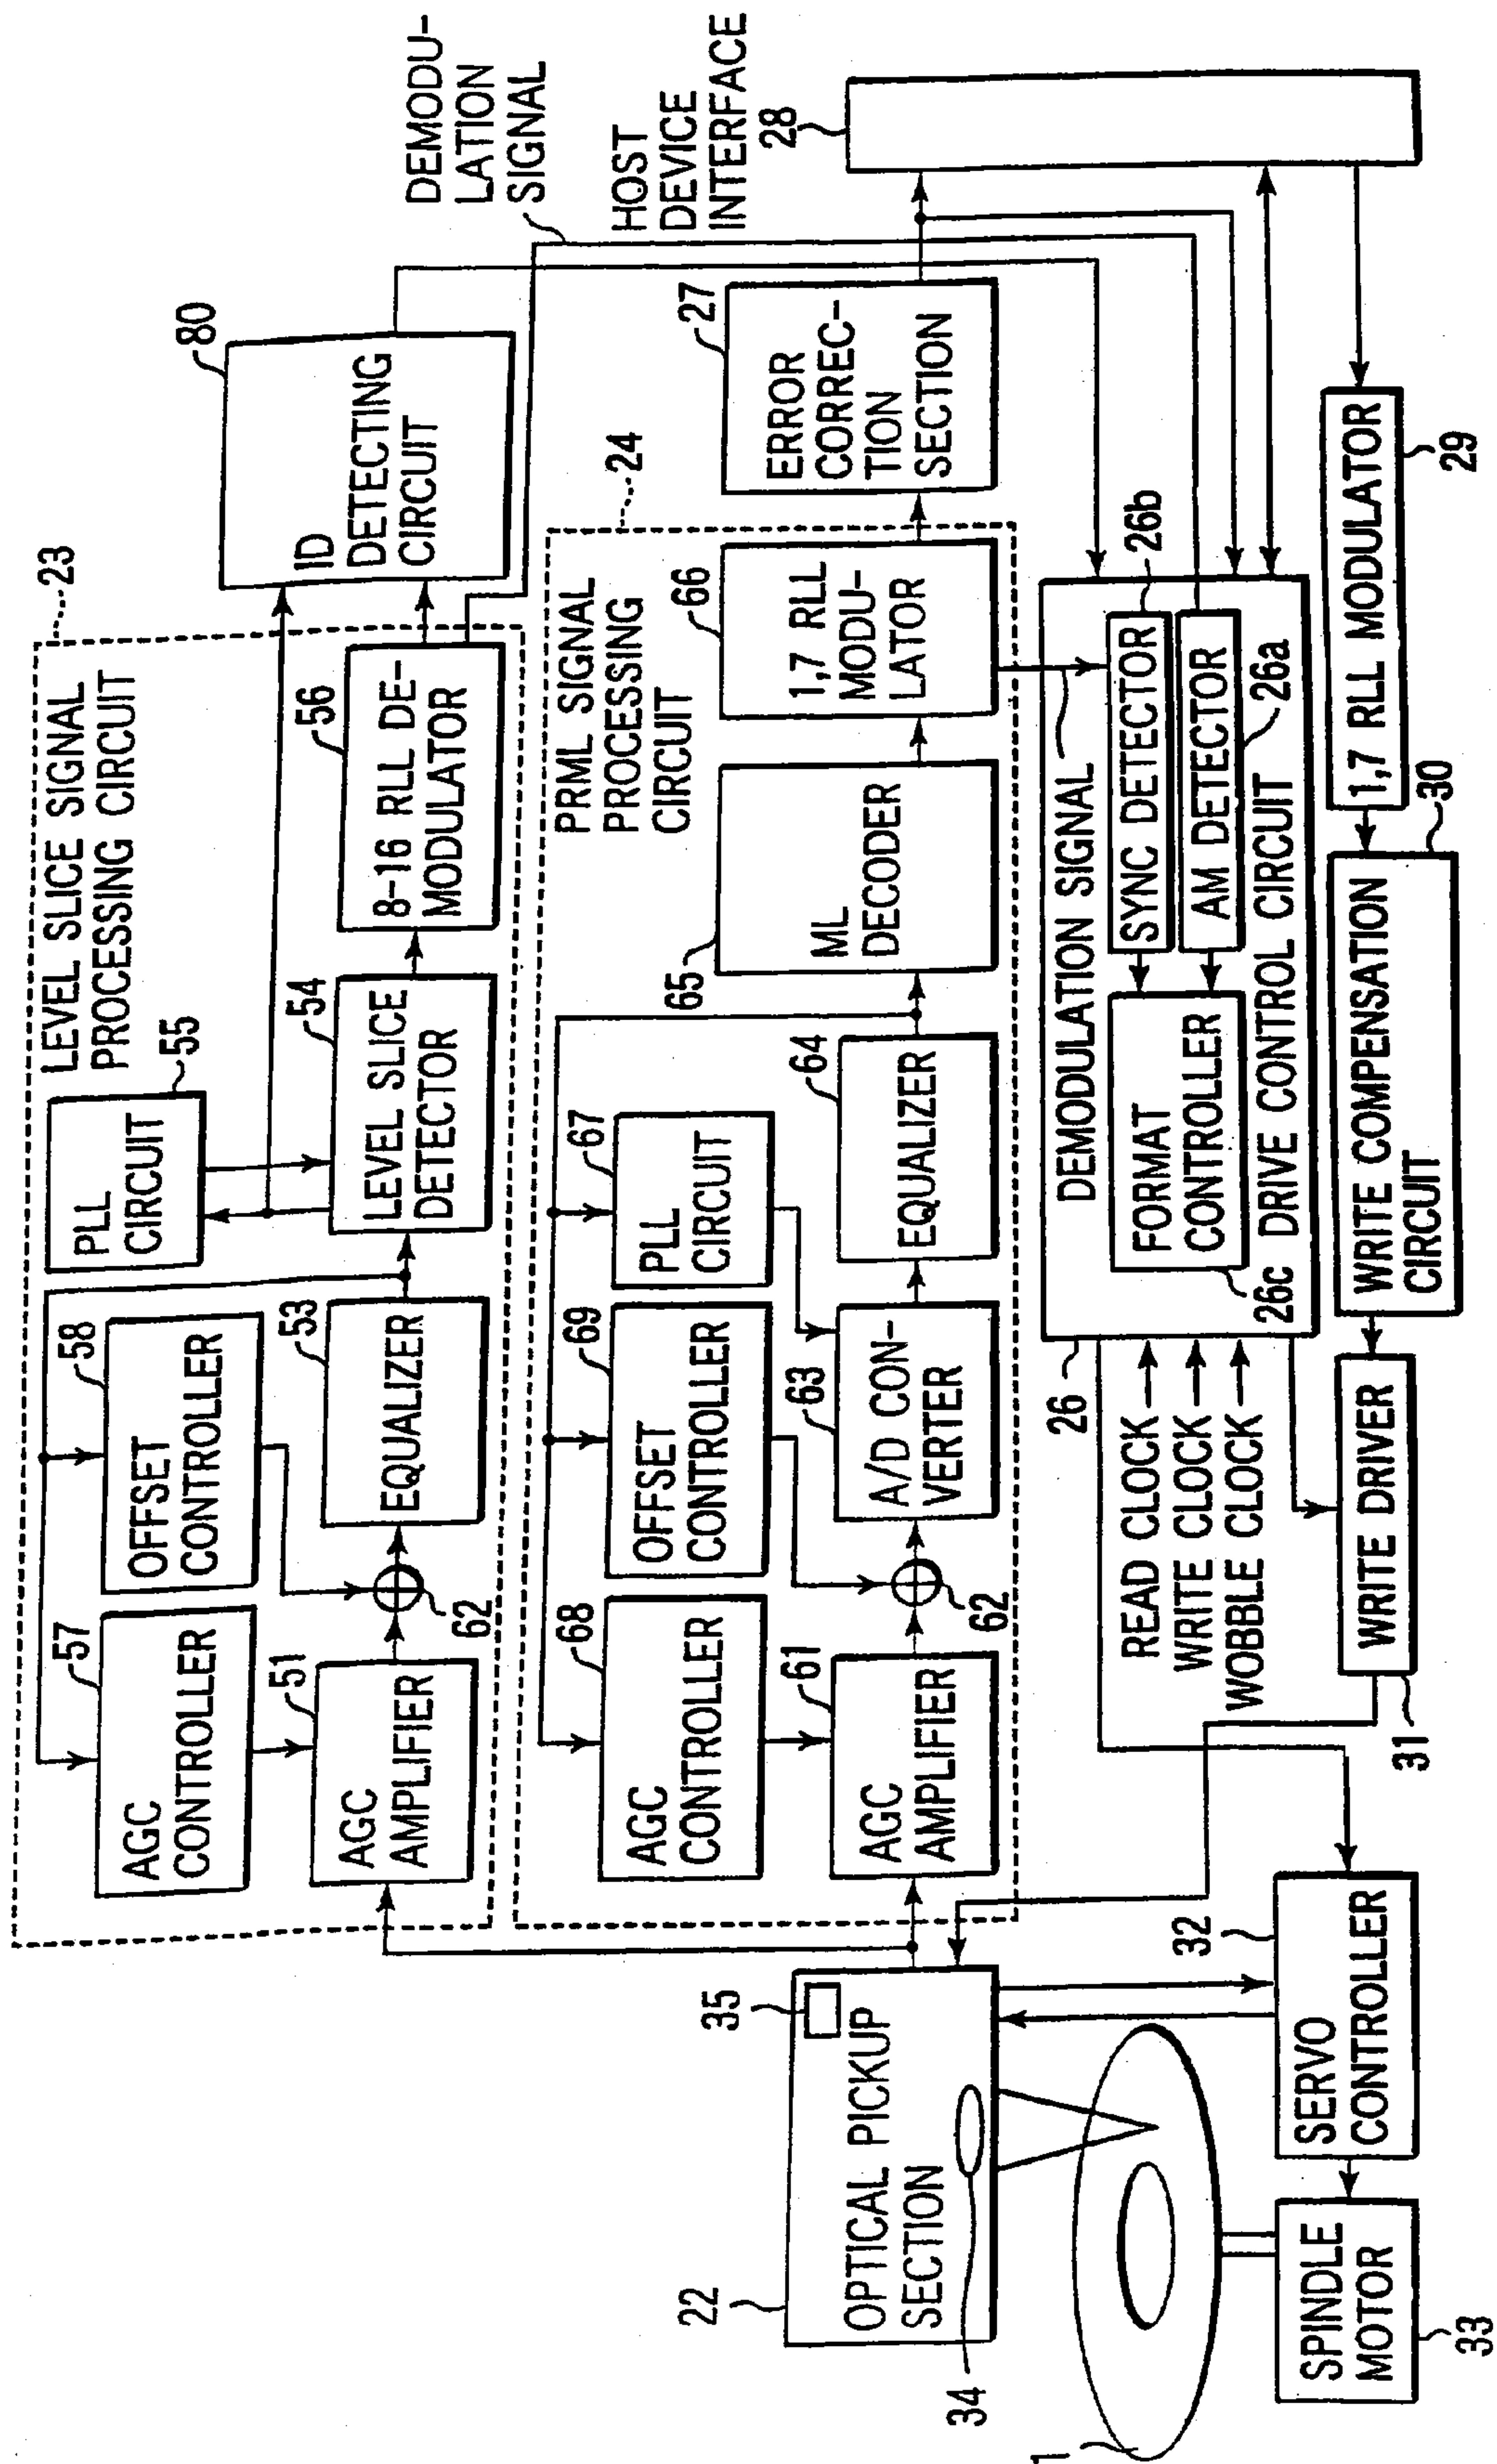 LEVEL SLICE SIGNAL
PROCESSING CIRCUIT
23
57
AGC
CONTROLLER
58
OFFSET
CONTROLLER
PLL
CIRCUIT
55
51
AGC
AMPLIFIER
62
53
EQUALIZER
54
LEVEL SLICE
DETECTOR
56
8-16 RLL DE-
MODULATOR
80
ID
DETECTING
CIRCUIT
DEMODU-
LATION
SIGNAL
PRML SIGNAL
PROCESSING
CIRCUIT
24
68
AGC
CONTROLLER
69
OFFSET
CONTROLLER
67
PLL
CIRCUIT
61
AGC
AMPLIFIER
62
63
A/D CON-
VERTER
64
EQUALIZER
65
ML
DECODER
66
1,7 RLL
MODU-
LATOR
27
ERROR
CORREC-
TION
SECTION
HOST
DEVICE
INTERFACE
28
22
35
OPTICAL PICKUP
SECTION
34
1
READ CLOCK
WRITE CLOCK
WOBBLE CLOCK
26
DEMODULATION SIGNAL
FORMAT
CONTROLLER
26c
SYNC DETECTOR
26b
AM DETECTOR
26a
DRIVE CONTROL CIRCUIT
SPINDLE
MOTOR
33
32
SERVO
CONTROLLER
WRITE DRIVER
31
WRITE COMPENSATION
CIRCUIT
30
1,7 RLL MODULATOR
29